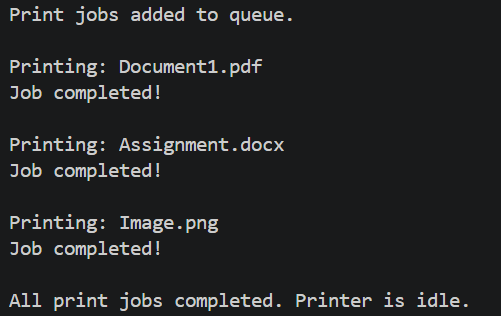 Print jobs added to queue.
Printing: Document1.pdf
Job completed!
Printing: Assignment.docx
Job completed!
Printing: Image.png
Job completed!
All print jobs completed. Printer is idle.